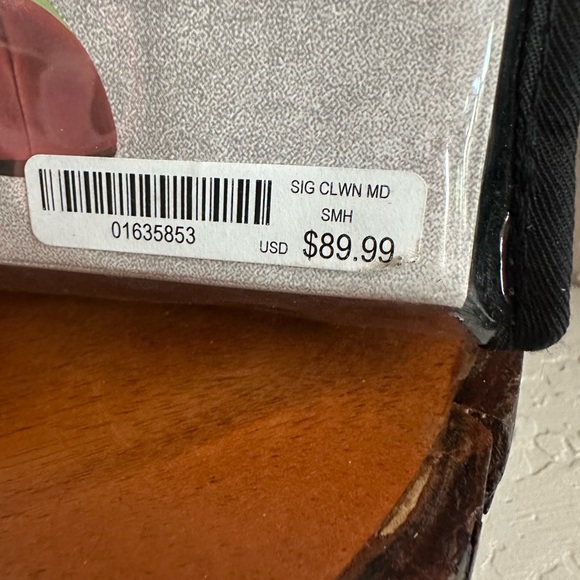 SIG CLWN MD
SMH
01635853
USD $89.99